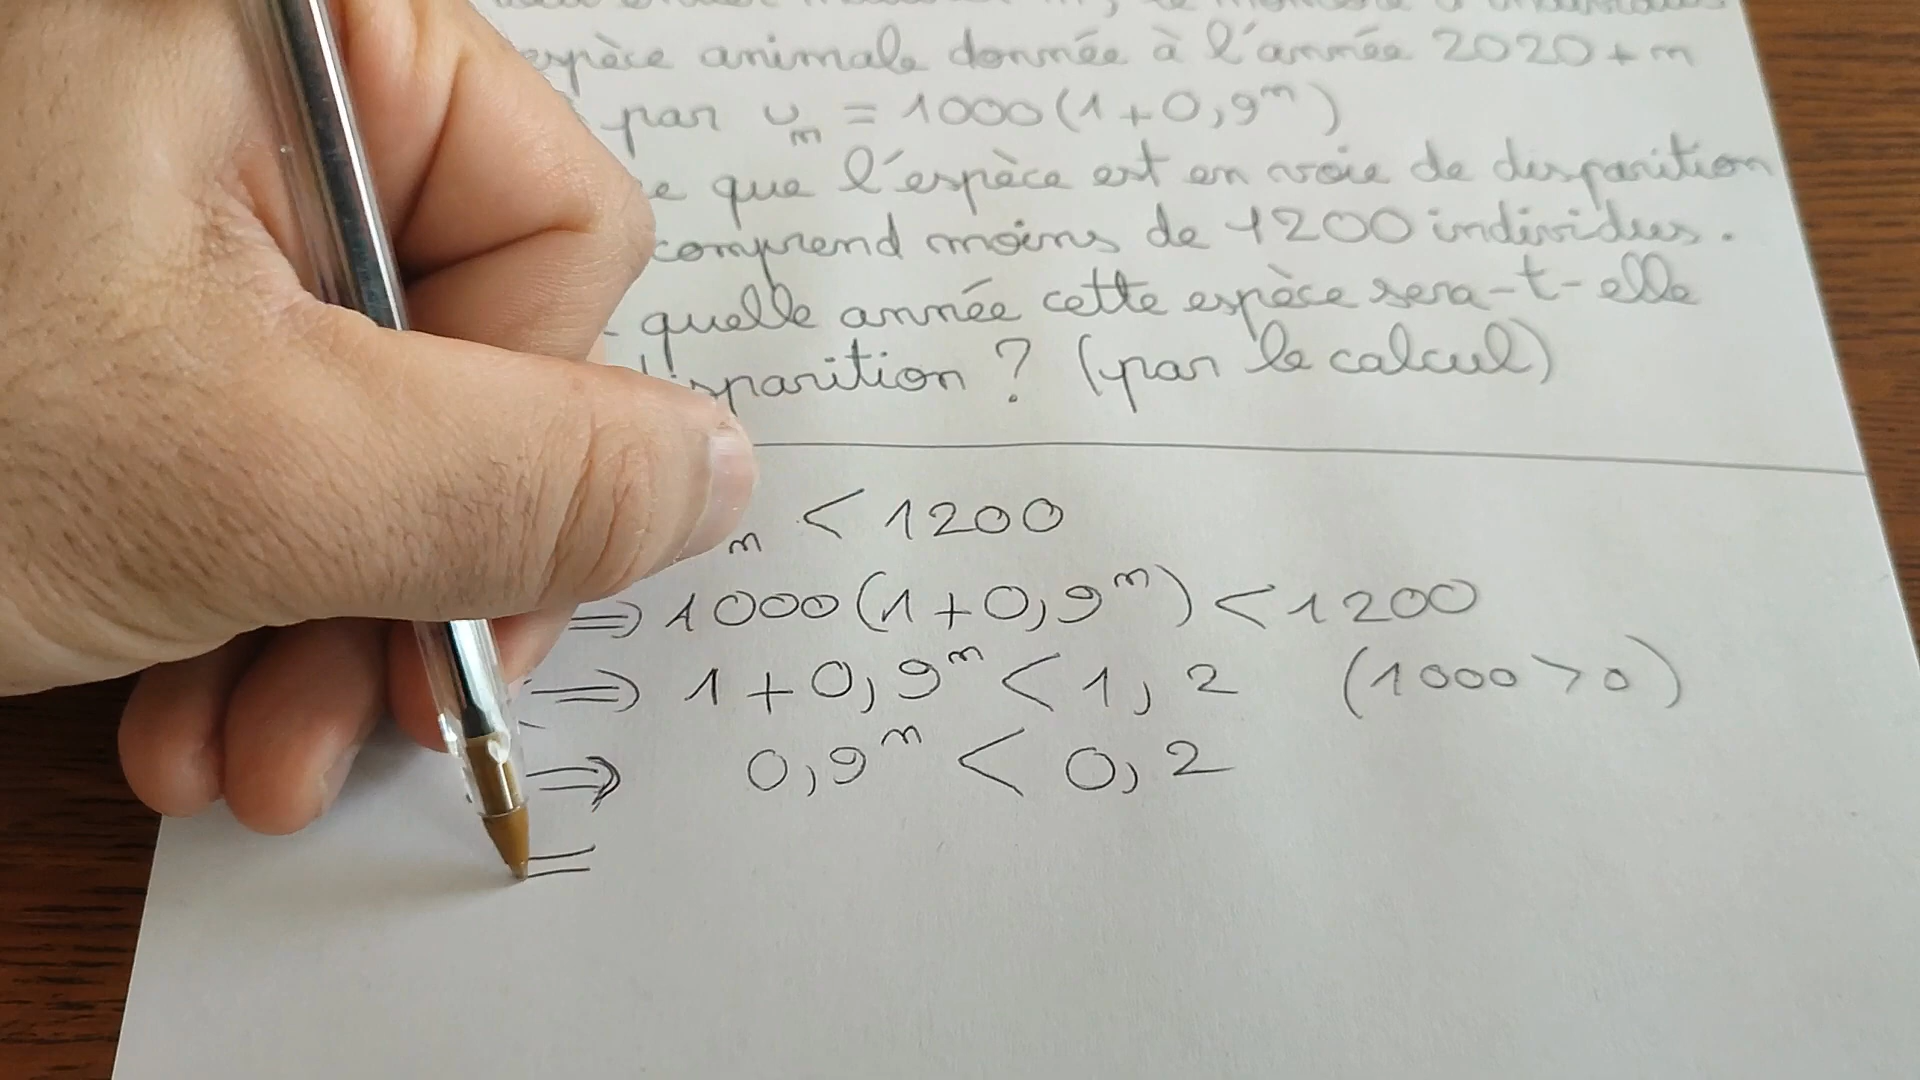 espèce animale donnée à l'année 2020+n
par uₙ = 1000(1+0,9ⁿ)
que l'espèce est en voie de disparition
comprend moins de 1200 individus.
quelle année cette espèce sera-t-elle
disparition ? (par le calcul)
n < 1200
⇒ 1000(1+0,9ⁿ) < 1200
⇒ 1+0,9ⁿ < 1,2 (1000 > 0)
⇒ 0,9ⁿ < 0,2
=